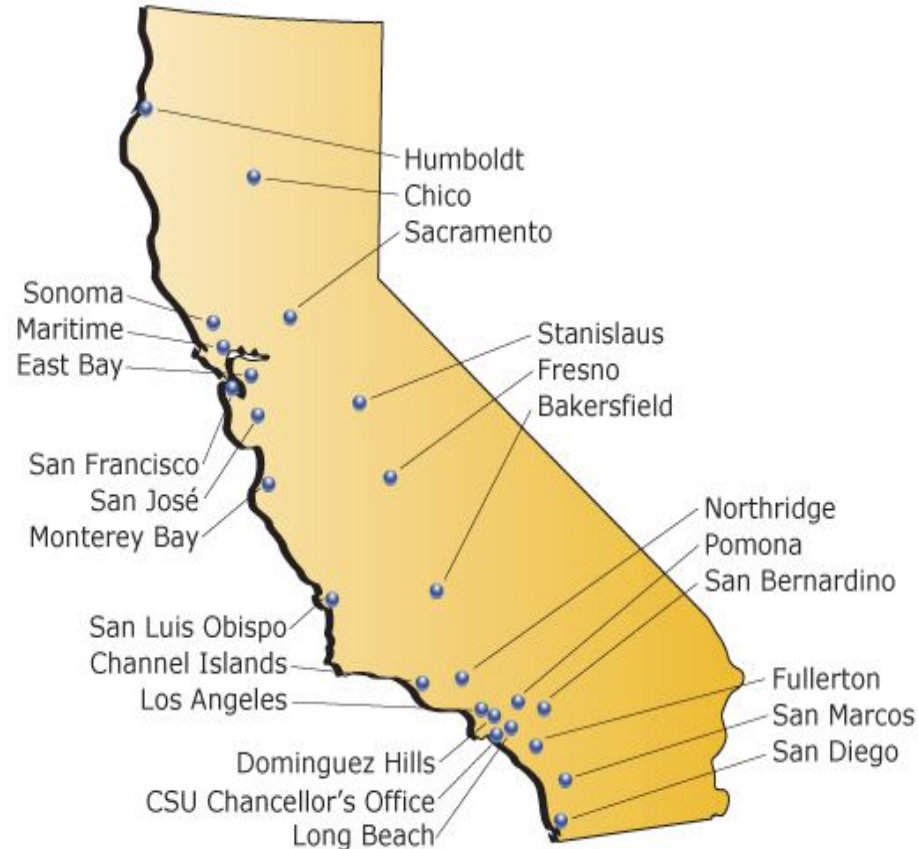 Humboldt
Chico
Sacramento
Sonoma
Maritime
East Bay
Stanislaus
Fresno
Bakersfield
San Francisco
San José
Monterey Bay
Northridge
Pomona
San Bernardino
San Luis Obispo
Channel Islands
Los Angeles
Fullerton
San Marcos
San Diego
Dominguez Hills
CSU Chancellor's Office
Long Beach